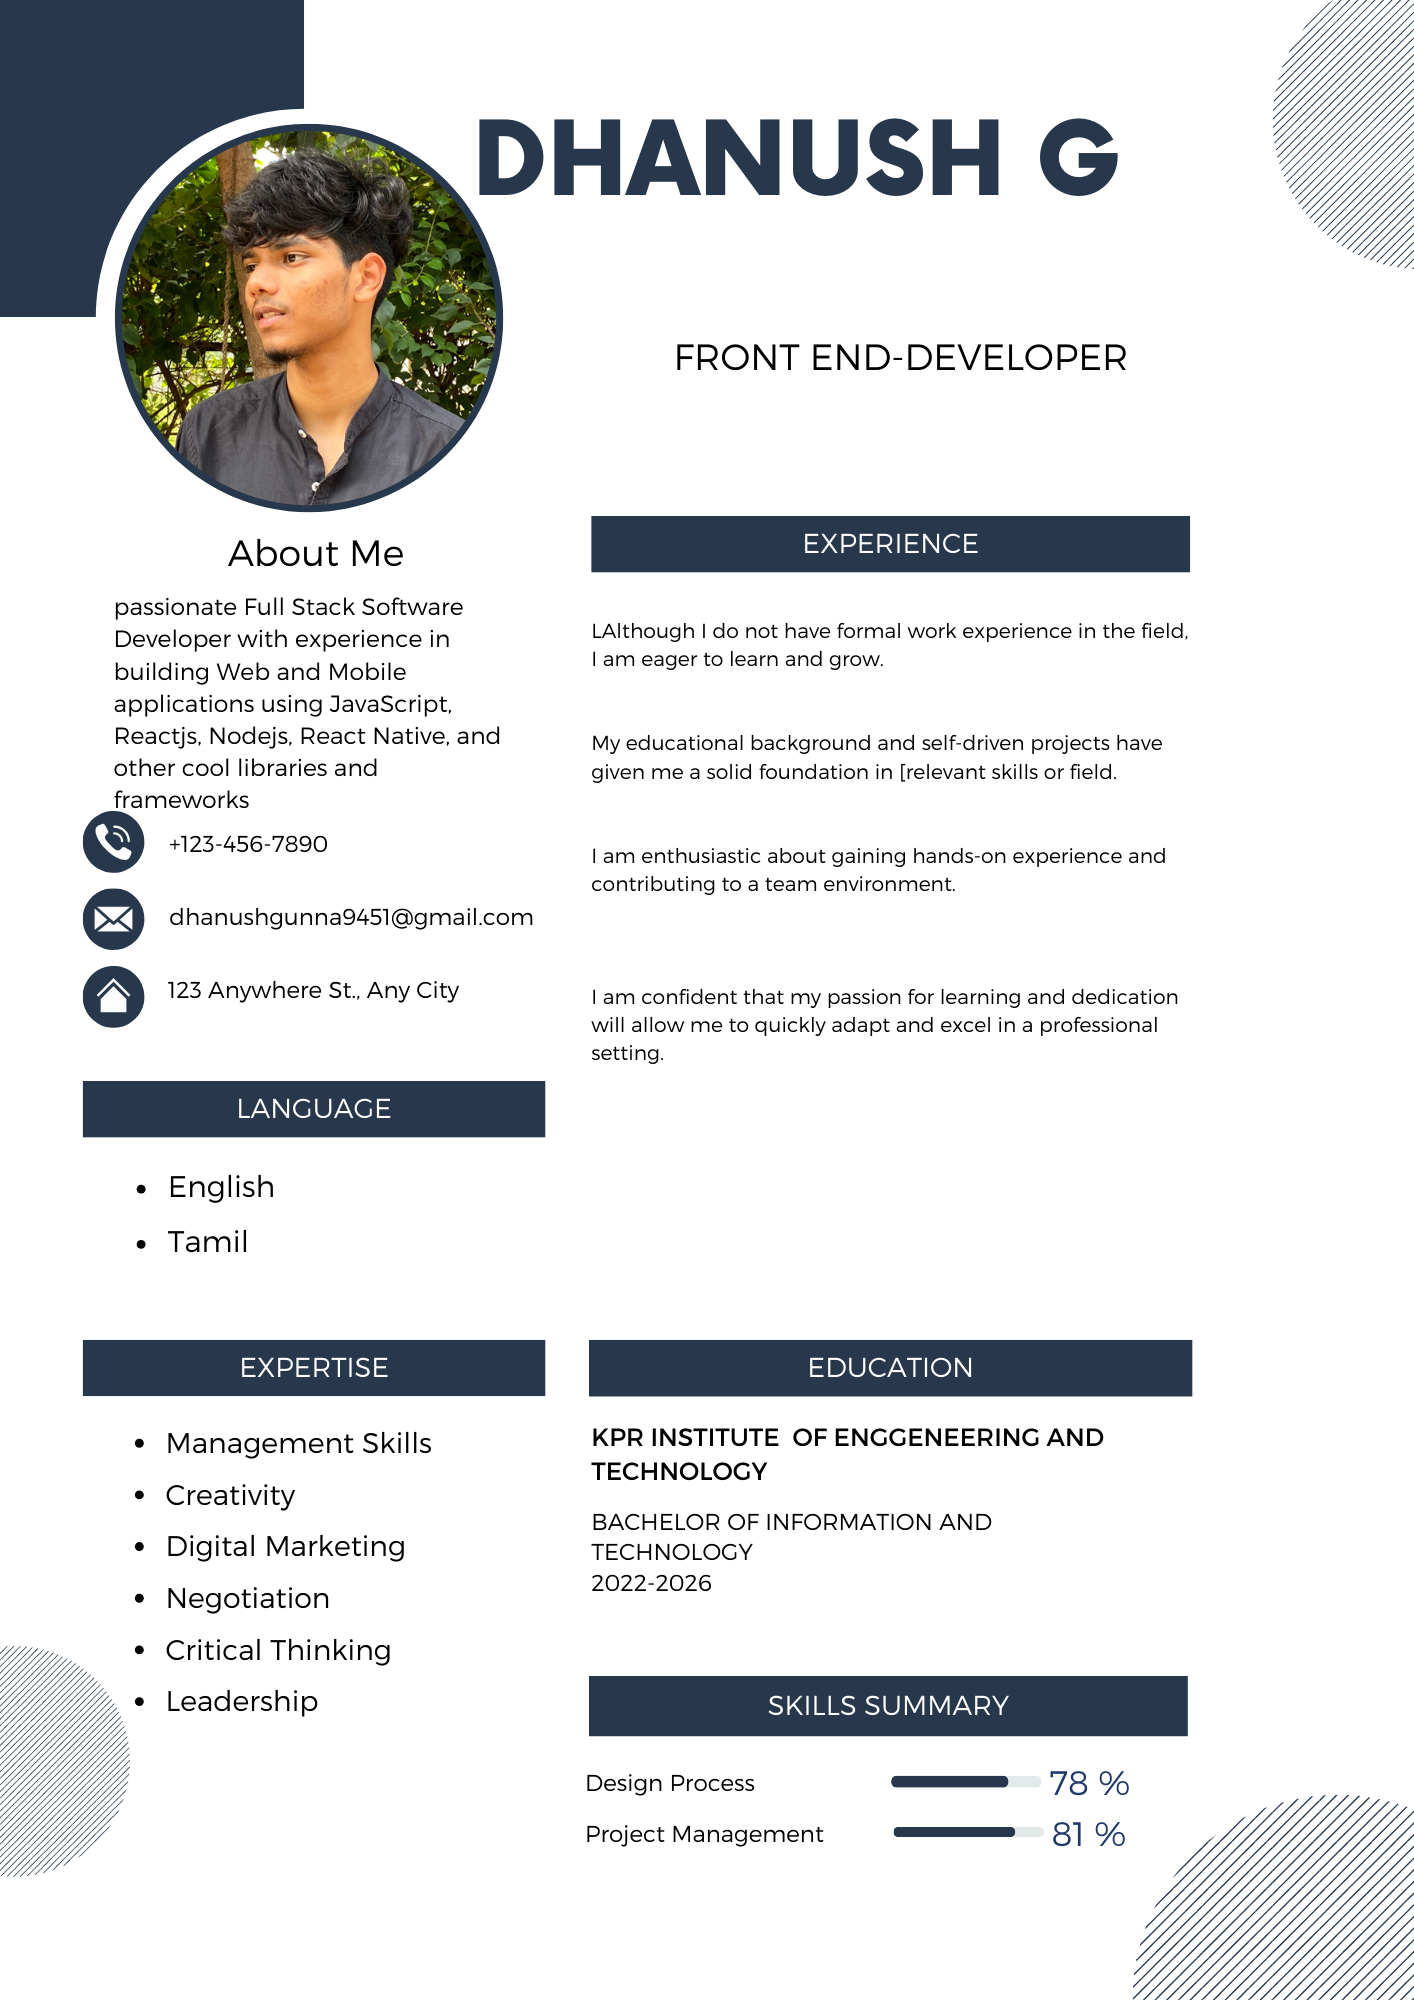 DHANUSH G
FRONT END-DEVELOPER
About Me
passionate Full Stack Software
Developer with experience in
building Web and Mobile
applications using JavaScript,
Reactjs, Nodejs, React Native, and
other cool libraries and
frameworks
+123-456-7890
dhanushgunna9451@gmail.com
123 Anywhere St., Any City
LANGUAGE
• English
• Tamil
EXPERTISE
• Management Skills
• Creativity
• Digital Marketing
• Negotiation
• Critical Thinking
• Leadership
EXPERIENCE
LAlthough I do not have formal work experience in the field,
I am eager to learn and grow.
My educational background and self-driven projects have
given me a solid foundation in [relevant skills or field.
I am enthusiastic about gaining hands-on experience and
contributing to a team environment.
I am confident that my passion for learning and dedication
will allow me to quickly adapt and excel in a professional
setting.
EDUCATION
KPR INSTITUTE  OF ENGGENEERING AND
TECHNOLOGY
BACHELOR OF INFORMATION AND
TECHNOLOGY
2022-2026
SKILLS SUMMARY
Design Process 78 %
Project Management 81 %